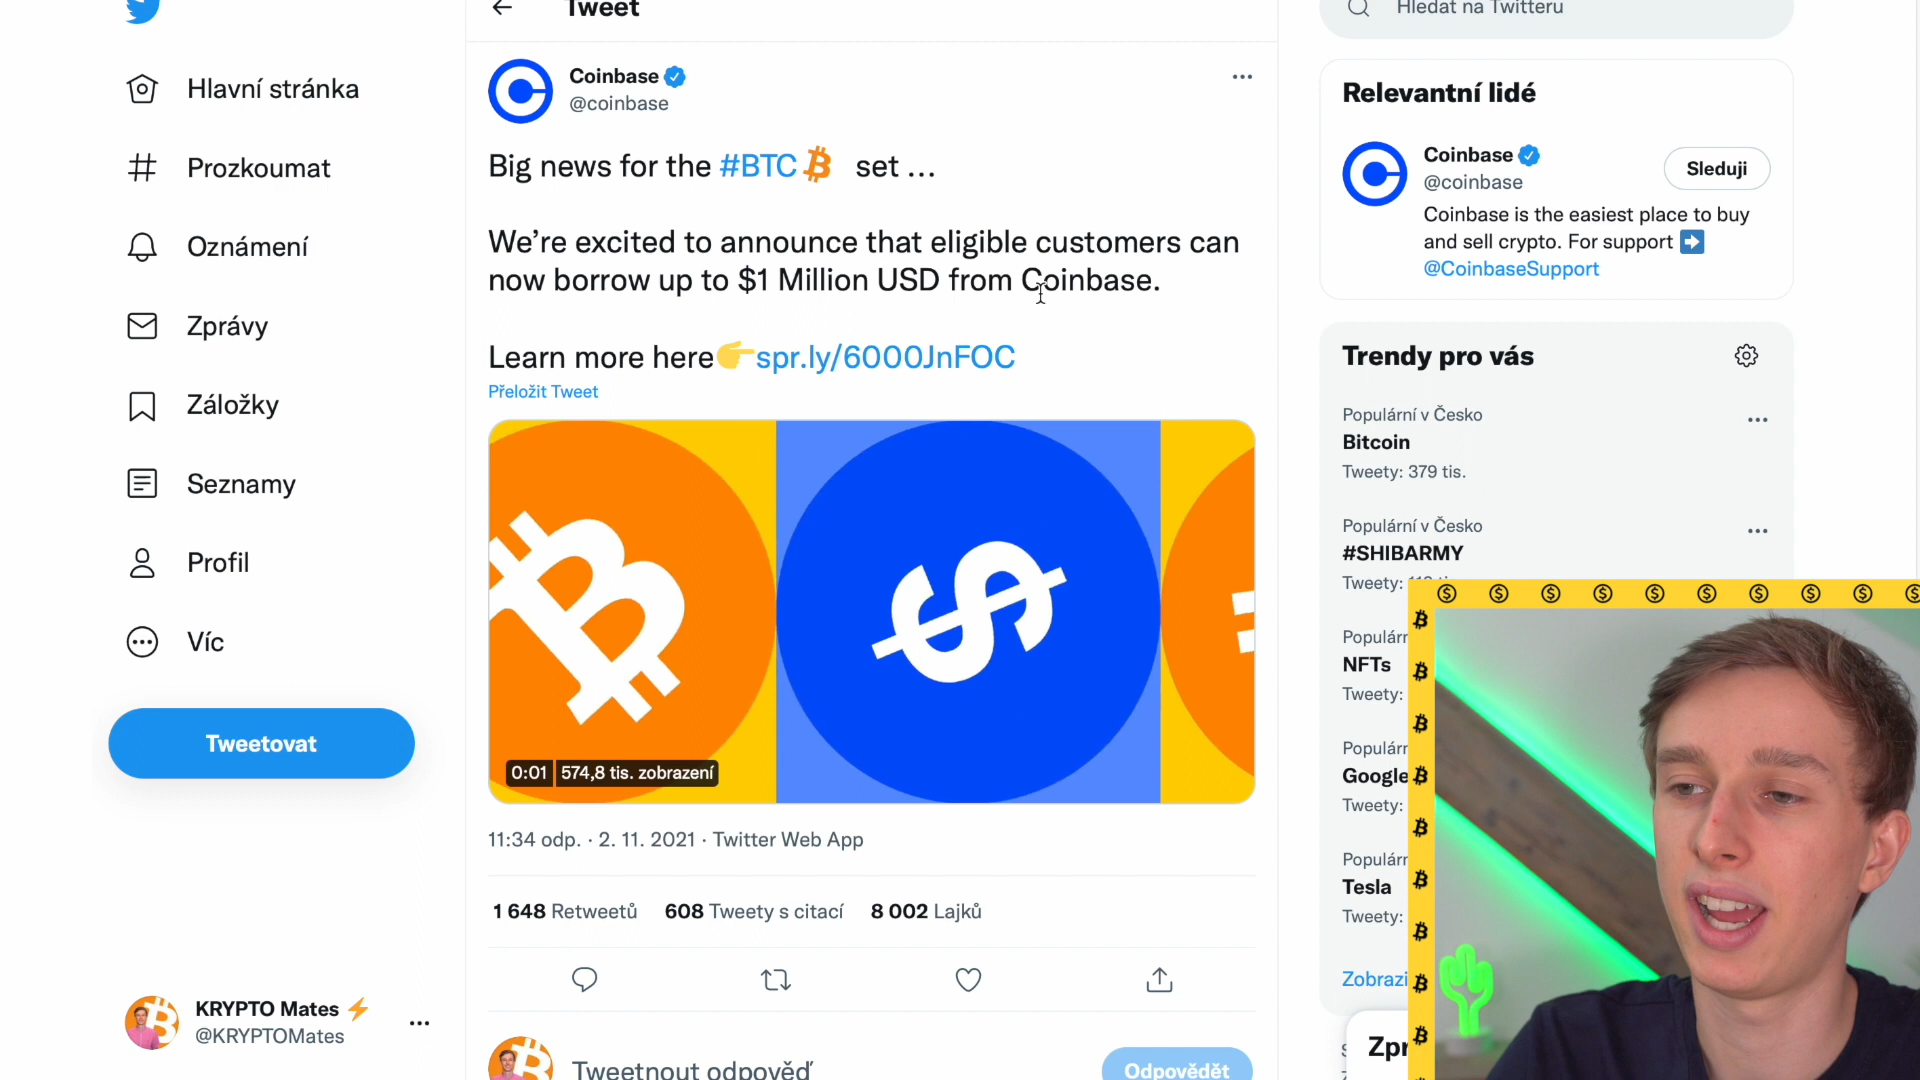 Tweet
Hledat na Twitteru
Hlavní stránka
Prozkoumat
Oznámení
Zprávy
Záložky
Seznamy
Profil
Víc
Tweetovat
KRYPTO Mates
@KRYPTOMates
Coinbase
@coinbase
Big news for the #BTC set …
We’re excited to announce that eligible customers can
now borrow up to $1 Million USD from Coinbase.
Learn more here spr.ly/6000JnFOC
Přeložit Tweet
0:01 574,8 tis. zobrazení
11:34 odp. · 2. 11. 2021 · Twitter Web App
1 648 Retweetů 608 Tweety s citací 8 002 Lajků
Tweetnout odpověď
Odpovědět
Relevantní lidé
Coinbase
@coinbase
Sleduji
Coinbase is the easiest place to buy
and sell crypto. For support
@CoinbaseSupport
Trendy pro vás
Populární v Česko
Bitcoin
Tweety: 379 tis.
Populární v Česko
#SHIBARMY
Tweety:
NFTs
Tweety:
Google
Tweety:
Tesla
Tweety: